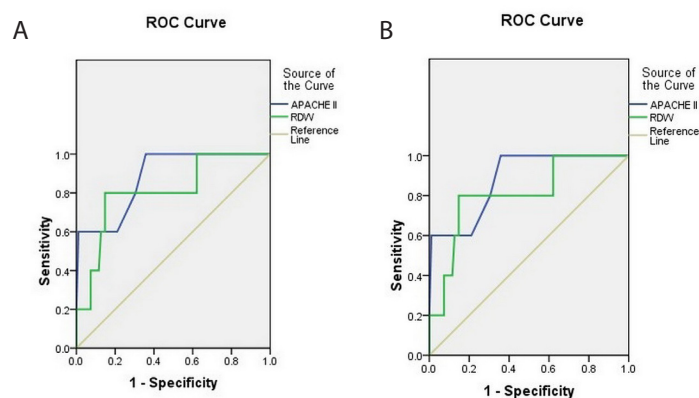 A
ROC Curve
Source of
the Curve
APACHE II
RDW
Reference
Line
Sensitivity
1.0
0.8
0.6
0.4
0.2
0.0
0.0 0.2 0.4 0.6 0.8 1.0
1 - Specificity
B
ROC Curve
Source of
the Curve
APACHE II
RDW
Reference
Line
Sensitivity
1.0
0.8
0.6
0.4
0.2
0.0
0.0 0.2 0.4 0.6 0.8 1.0
1 - Specificity